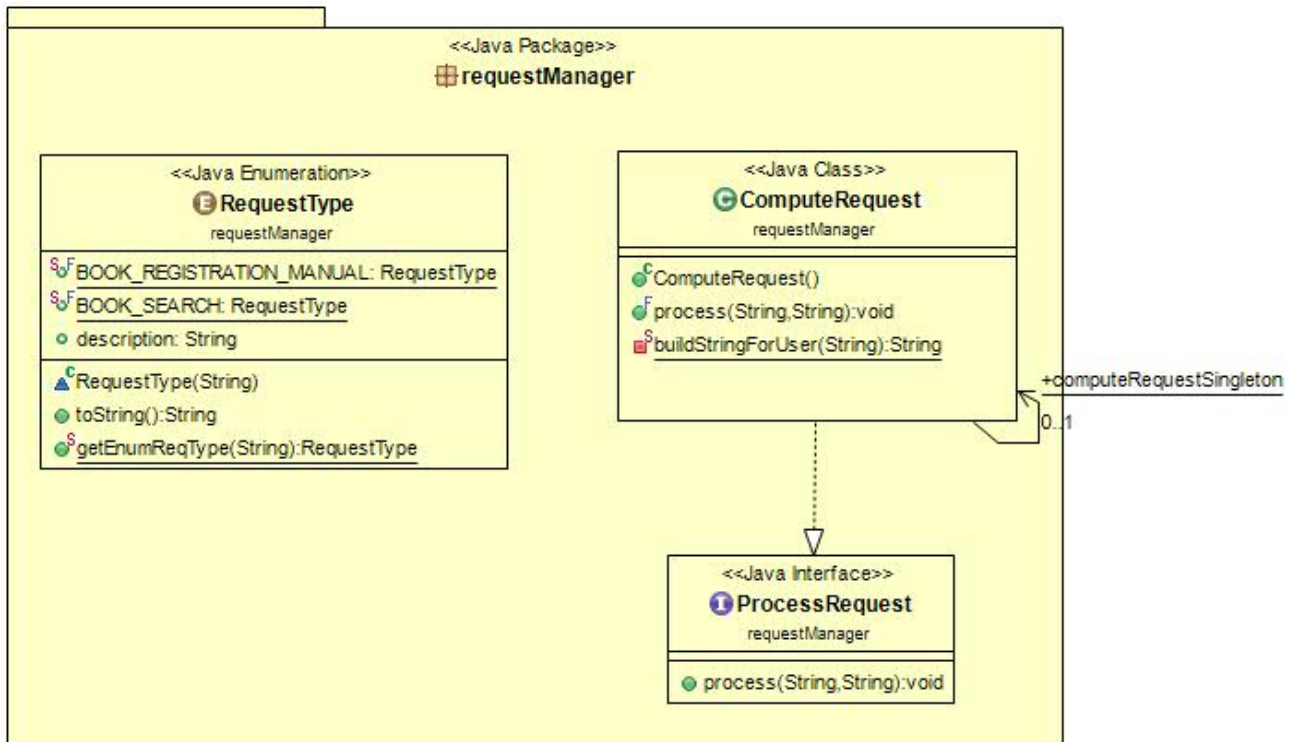 <<Java Package>>
requestManager
<<Java Enumeration>>
E RequestType
requestManager
S F BOOK_REGISTRATION_MANUAL: RequestType
S F BOOK_SEARCH: RequestType
description: String
C RequestType(String)
toString():String
S getEnumReqType(String):RequestType
<<Java Class>>
C ComputeRequest
requestManager
C ComputeRequest()
F process(String,String):void
S buildStringForUser(String):String
+computeRequestSingleton
0..1
<<Java Interface>>
I ProcessRequest
requestManager
process(String,String):void